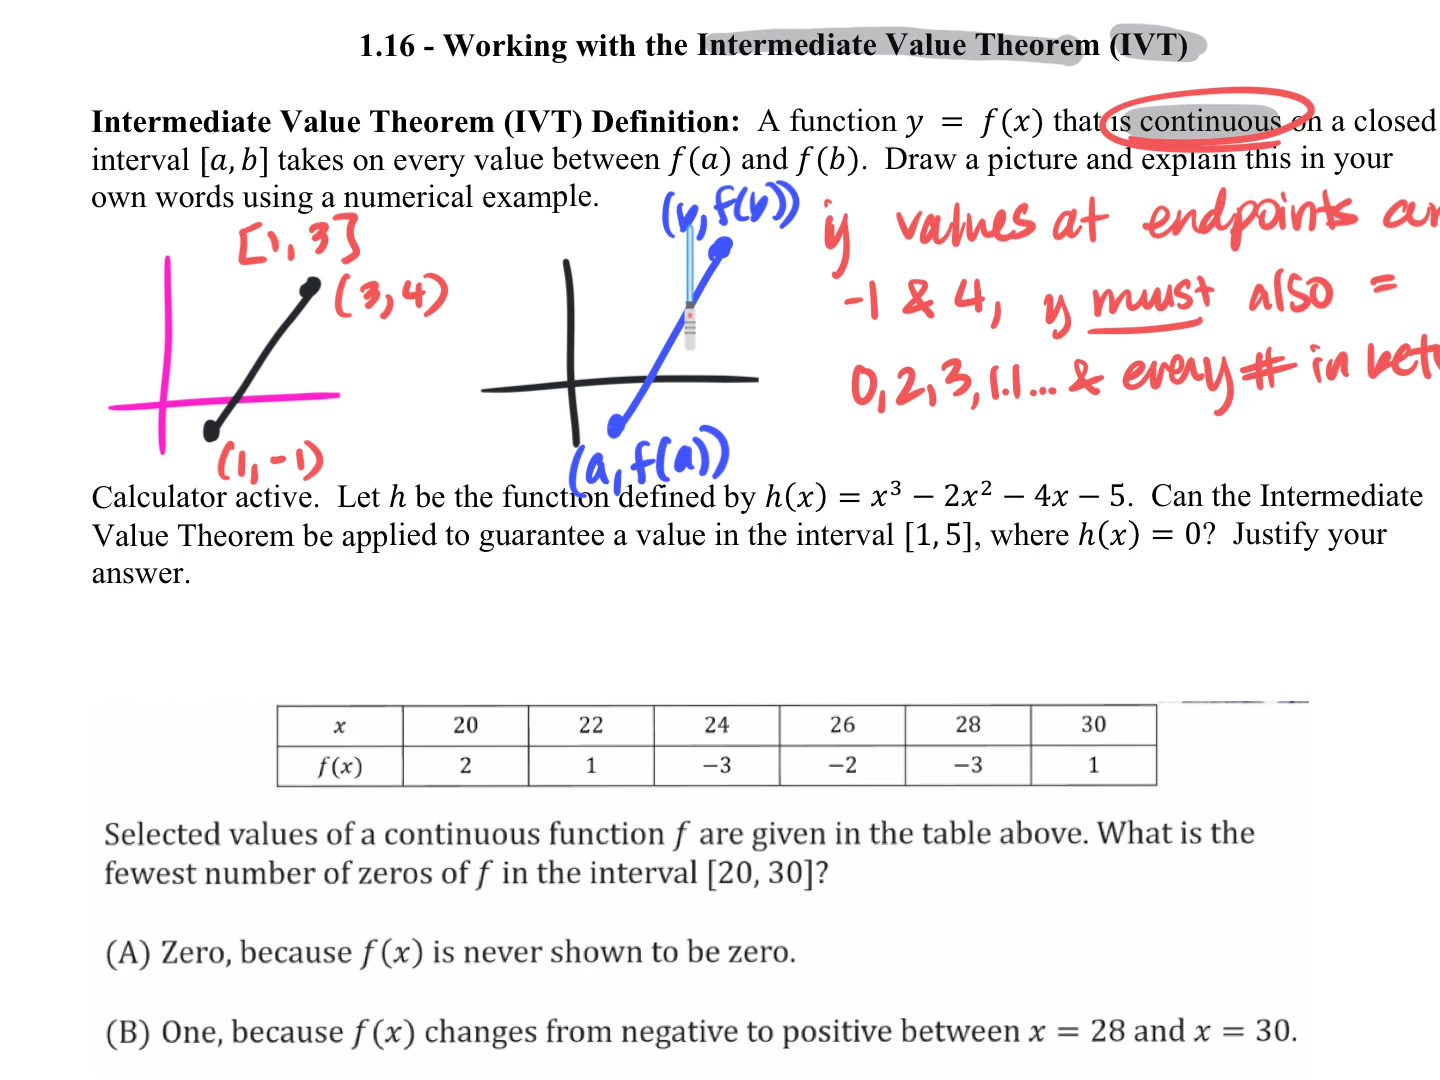 1.16 - Working with the Intermediate Value Theorem (IVT)
Intermediate Value Theorem (IVT) Definition: A function y = f(x) that is continuous on a closed
interval [a, b] takes on every value between f(a) and f(b). Draw a picture and explain this in your
own words using a numerical example.
[1, 3]
(3, 4)
(1, -1)
(b, f(b))
(a, f(a))
if values at endpoints are
-1 & 4, y must also =
0, 2, 3, 1.1... & every # in betw
Calculator active. Let h be the function defined by h(x) = x³ − 2x² − 4x − 5. Can the Intermediate
Value Theorem be applied to guarantee a value in the interval [1, 5], where h(x) = 0? Justify your
answer.
x 20 22 24 26 28 30
f(x) 2 1 −3 −2 −3 1
Selected values of a continuous function f are given in the table above. What is the
fewest number of zeros of f in the interval [20, 30]?
(A) Zero, because f(x) is never shown to be zero.
(B) One, because f(x) changes from negative to positive between x = 28 and x = 30.